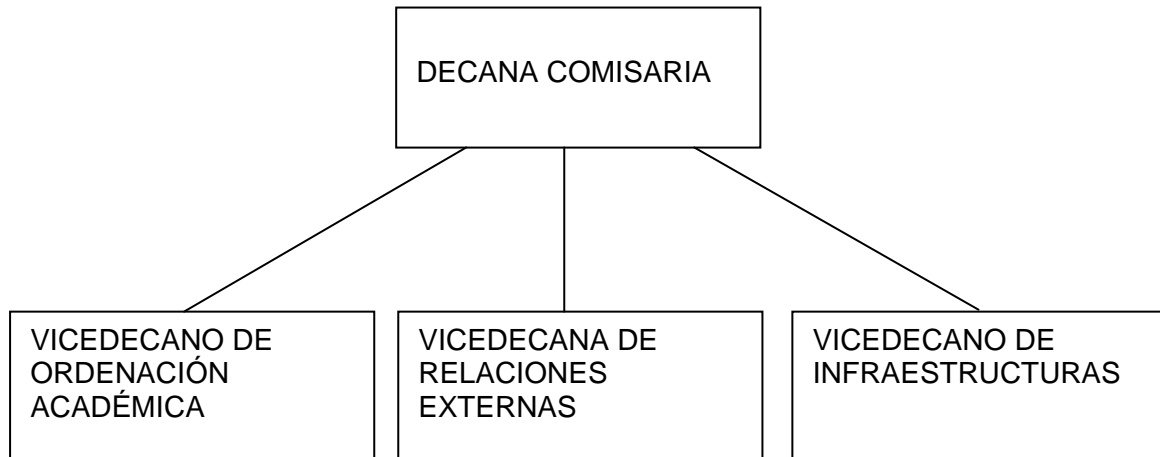 DECANA COMISARIA
VICEDECANO DE
ORDENACIÓN
ACADÉMICA
VICEDECANA DE
RELACIONES
EXTERNAS
VICEDECANO DE
INFRAESTRUCTURAS